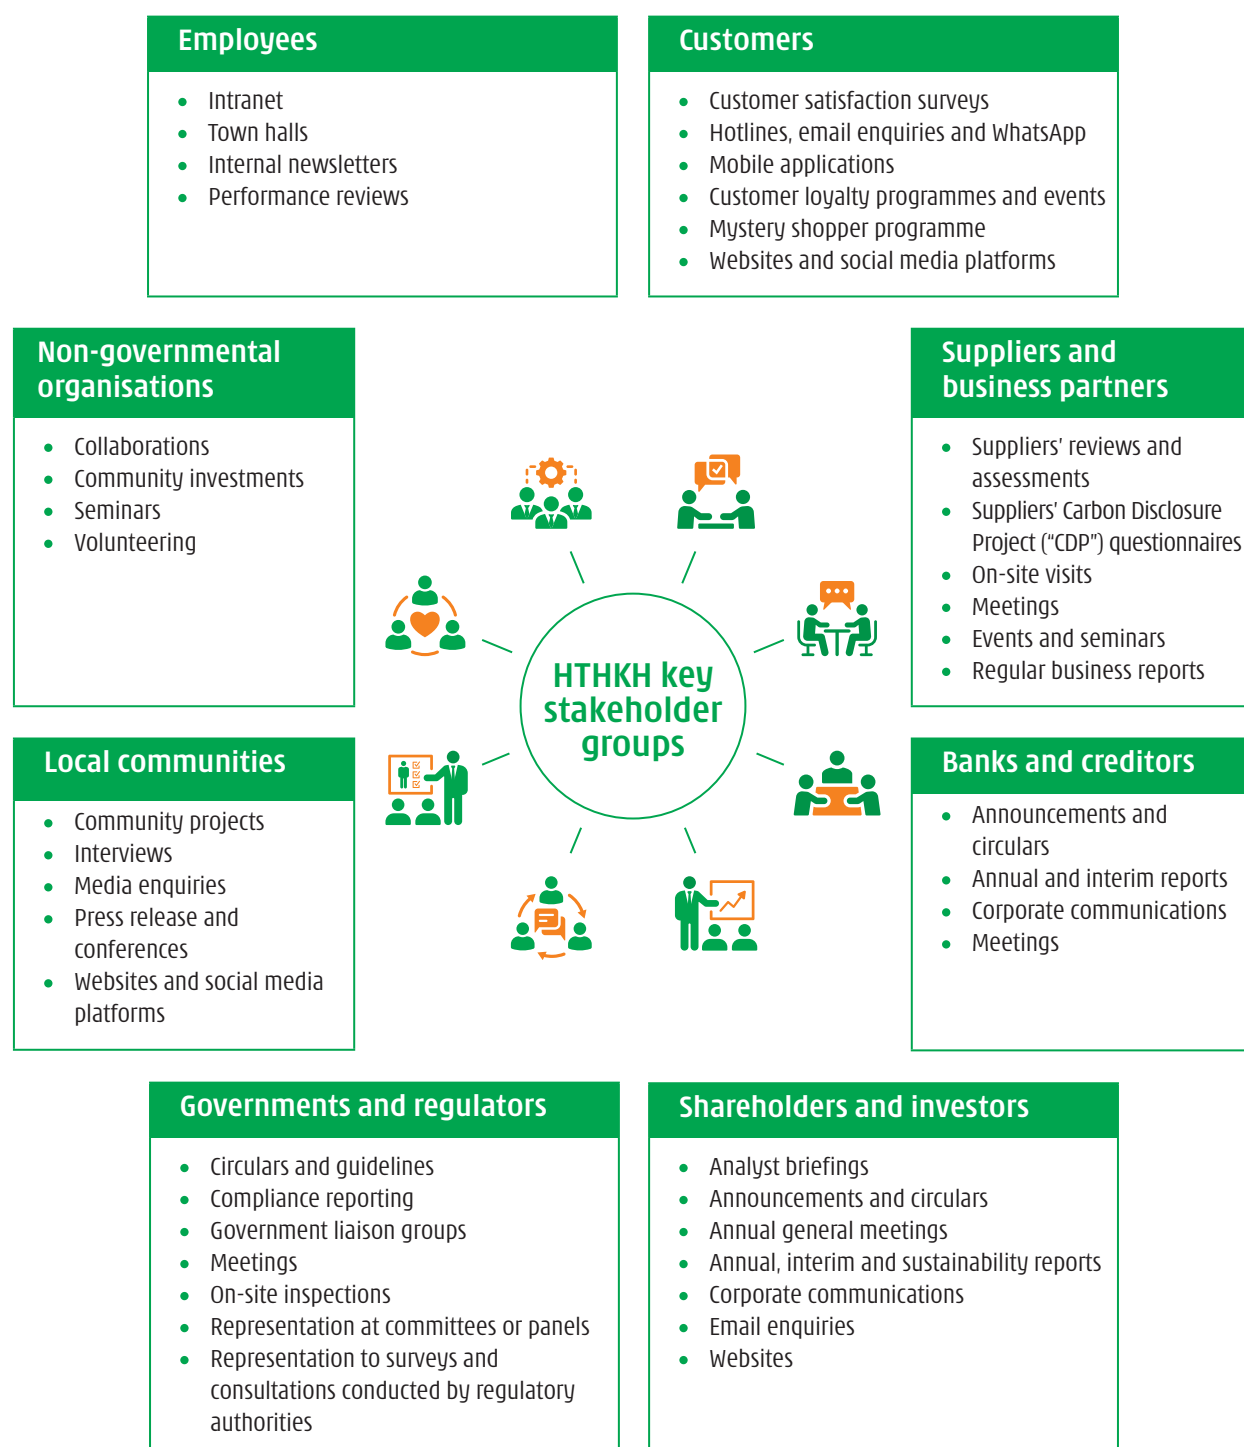 Employees
• Intranet
• Town halls
• Internal newsletters
• Performance reviews
Customers
• Customer satisfaction surveys
• Hotlines, email enquiries and WhatsApp
• Mobile applications
• Customer loyalty programmes and events
• Mystery shopper programme
• Websites and social media platforms
Non-governmental
organisations
• Collaborations
• Community investments
• Seminars
• Volunteering
Suppliers and
business partners
• Suppliers’ reviews and
assessments
• Suppliers’ Carbon Disclosure
Project (“CDP”) questionnaires
• On-site visits
• Meetings
• Events and seminars
• Regular business reports
HTHKH key
stakeholder
groups
Local communities
• Community projects
• Interviews
• Media enquiries
• Press release and
conferences
• Websites and social media
platforms
Banks and creditors
• Announcements and
circulars
• Annual and interim reports
• Corporate communications
• Meetings
Governments and regulators
• Circulars and guidelines
• Compliance reporting
• Government liaison groups
• Meetings
• On-site inspections
• Representation at committees or panels
• Representation to surveys and
consultations conducted by regulatory
authorities
Shareholders and investors
• Analyst briefings
• Announcements and circulars
• Annual general meetings
• Annual, interim and sustainability reports
• Corporate communications
• Email enquiries
• Websites